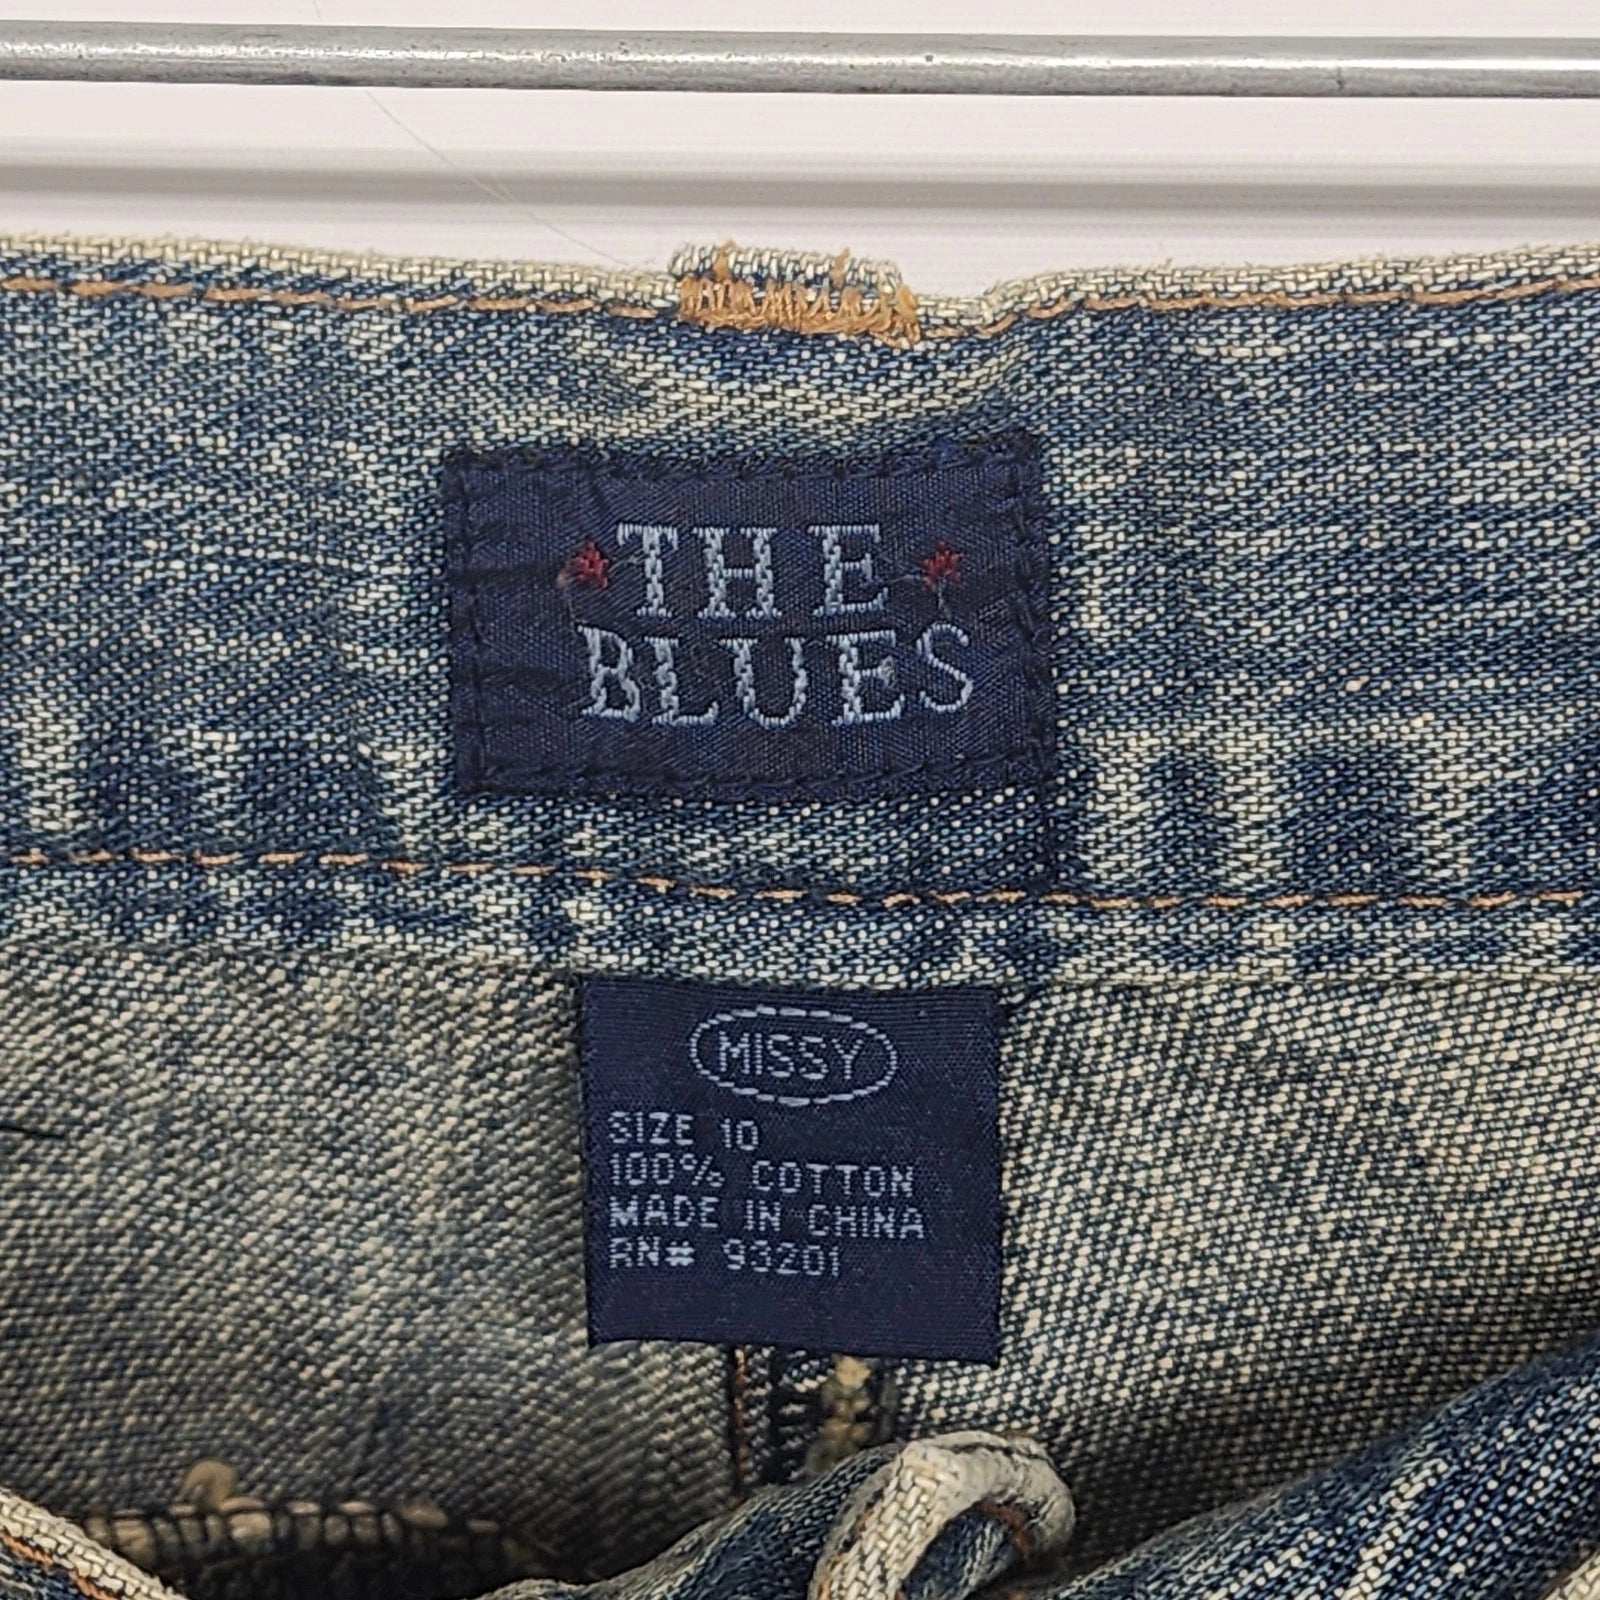 THE
BLUES
MISSY
SIZE 10
100% COTTON
MADE IN CHINA
RN# 93201